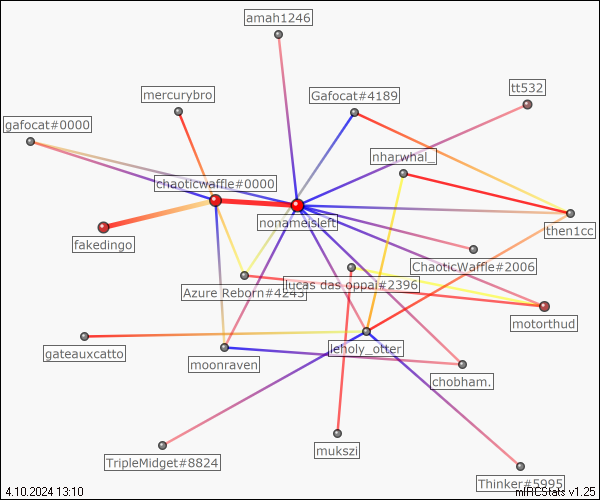 amah1246
mercurybro
Gafocat#4189
tt532
gafocat#0000
nharwhal_
chaoticwaffle#0000
nonameisleft
then1cc
fakedingo
ChaoticWaffle#2006
Azure Reborn#4243
lucas das oppai#2396
motorthud
gateauxcatto
leholy_otter
moonraven
chobham.
mukszi
TripleMidget#8824
Thinker#5995
4.10.2024 13:10
mIRCStats v1.25